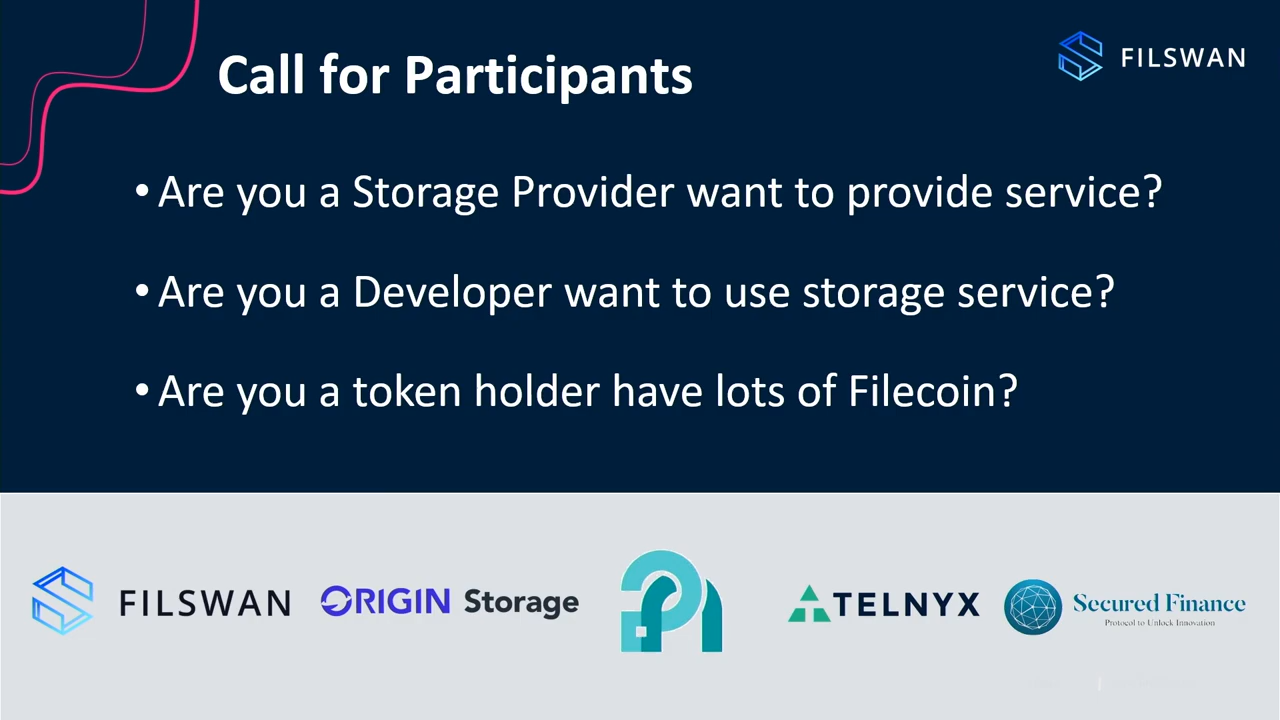 Call for Participants
FILSWAN
• Are you a Storage Provider want to provide service?
• Are you a Developer want to use storage service?
• Are you a token holder have lots of Filecoin?
FILSWAN
ORIGIN Storage
TELNYX
Secured Finance
Protocol to Unlock Innovation